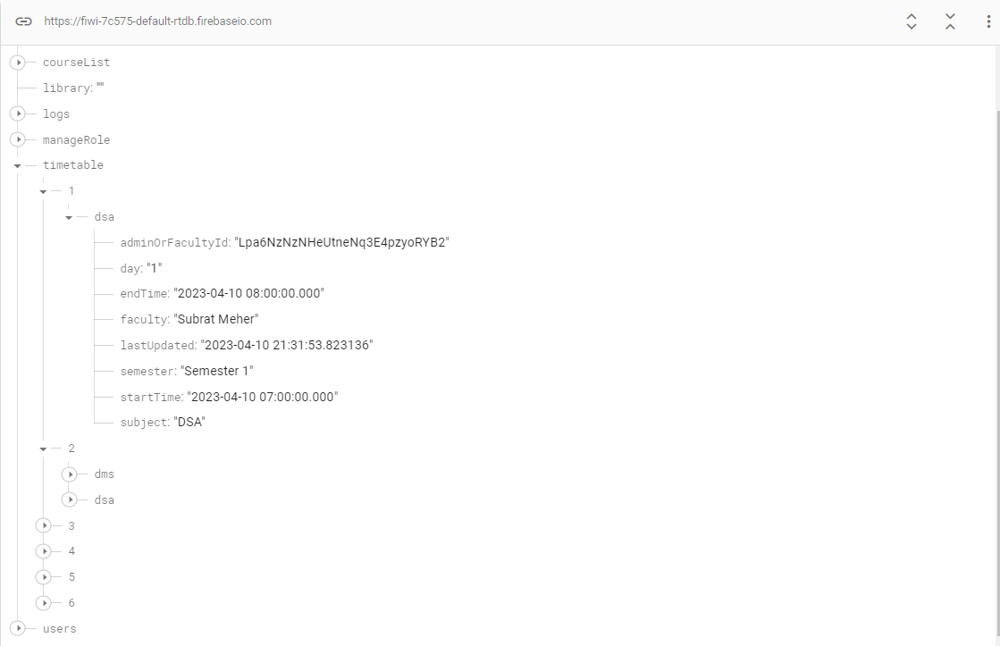 https://fiwi-7c575-default-rtdb.firebaseio.com
courseList
library: ""
logs
manageRole
timetable
1
dsa
adminOrFacultyId: "Lpa6NzNzNHeUtneNq3E4pzyoRYB2"
day: "1"
endTime: "2023-04-10 08:00:00.000"
faculty: "Subrat Meher"
lastUpdated: "2023-04-10 21:31:53.823136"
semester: "Semester 1"
startTime: "2023-04-10 07:00:00.000"
subject: "DSA"
2
dms
dsa
3
4
5
6
users